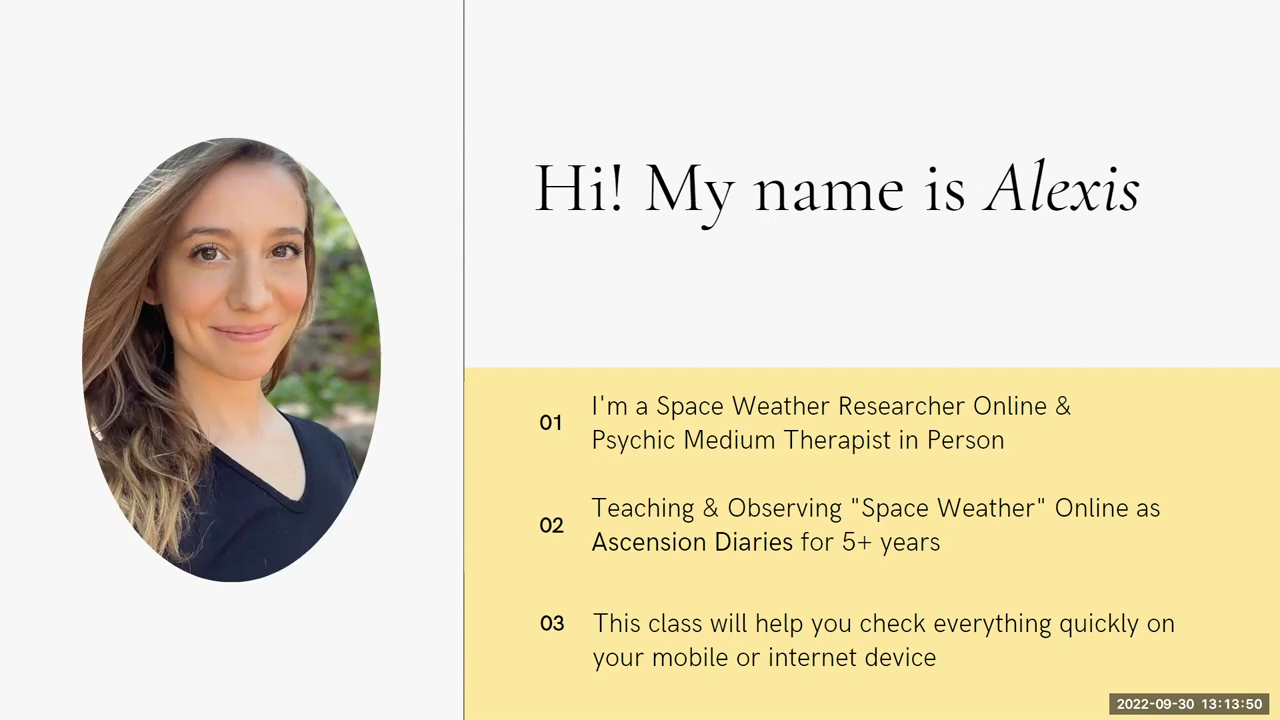 Hi! My name is Alexis
01
I'm a Space Weather Researcher Online &
Psychic Medium Therapist in Person
02
Teaching & Observing "Space Weather" Online as
Ascension Diaries for 5+ years
03
This class will help you check everything quickly on
your mobile or internet device
2022-09-30 13:13:50